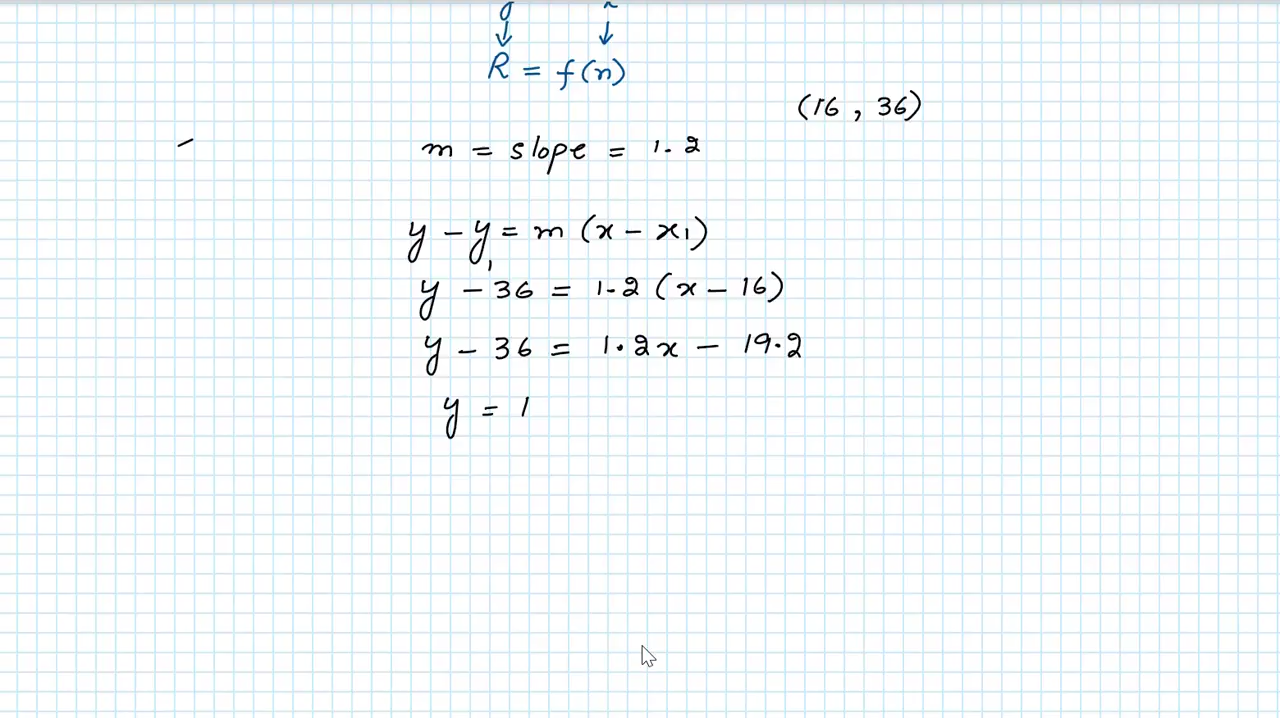 R = f(n)
(16, 36)
m = slope = 1.2
y - y₁ = m (x - x₁)
y - 36 = 1.2 (x - 16)
y - 36 = 1.2x - 19.2
y = 1